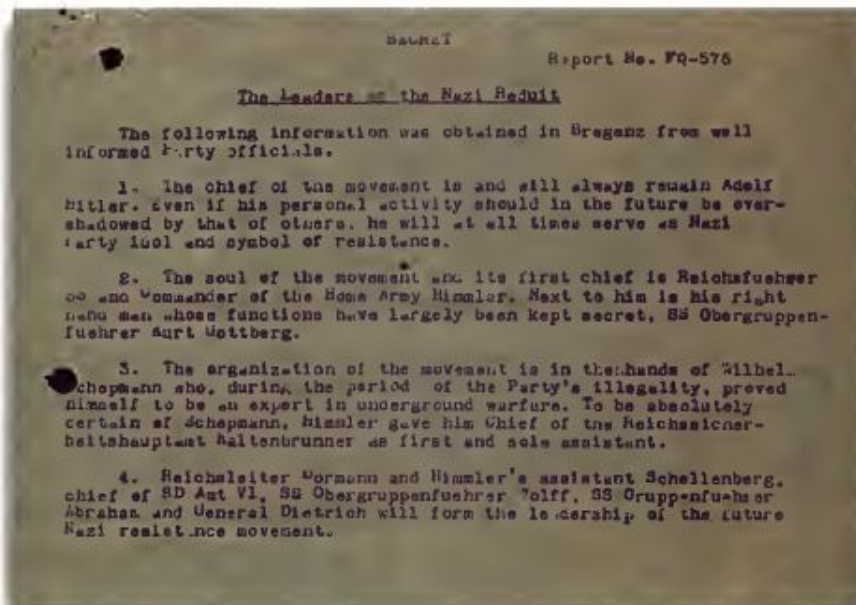 SECRET
Report No. FQ-576
The Leaders of the Nazi Reduit
The following information was obtained in Bregenz from well
informed Party officials.
1. The chief of the movement is and will always remain Adolf
Hitler. Even if his personal activity should in the future be over-
shadowed by that of others, he will at all times serve as Nazi
Party idol and symbol of resistance.
2. The soul of the movement and its first chief is Reichsfuehrer
SS and Commander of the Home Army Himmler. Next to him is his right
hand man whose functions have largely been kept secret, SS Obergruppen-
fuehrer Kurt Gottberg.
3. The organization of the movement is in the hands of
Schepmann who, during the period of the Party's illegality, proved
himself to be an expert in underground warfare. To be absolutely
certain of Schepmann, Himmler gave him Chief of the Reichssicher-
heitshauptamt Kaltenbrunner as first and sole assistant.
4. Reichsleiter Bormann and Himmler's assistant Schellenberg,
chief of SD Amt VI, SS Obergruppenfuehrer Wolff, SS Gruppenfuehrer
Abraham and General Dietrich will form the leadership of the future
Nazi resistance movement.